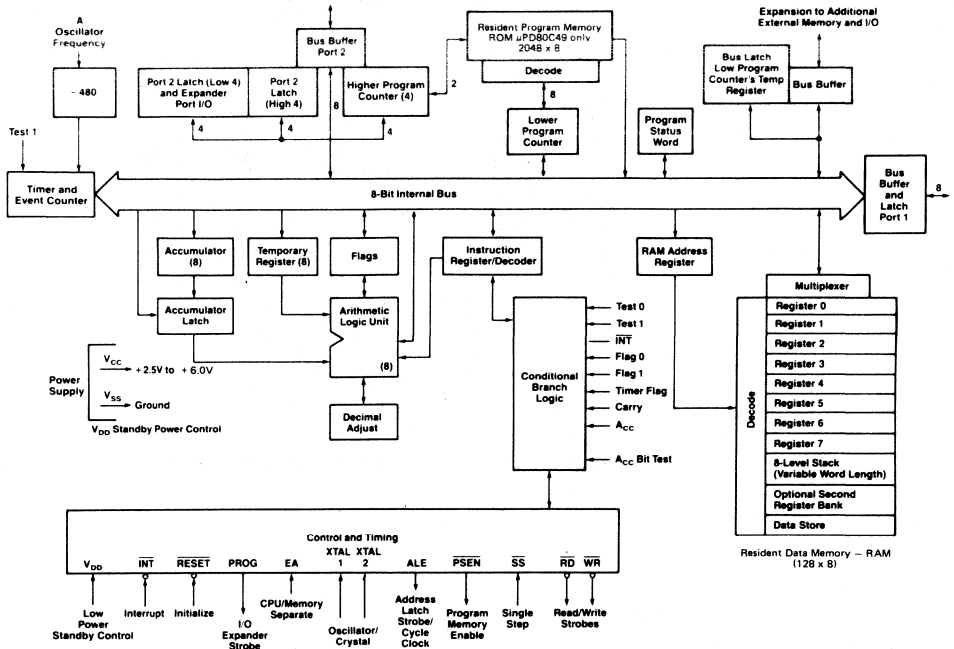 A
Oscillator
Frequency
÷ 480
Test 1
Timer and
Event Counter
Bus Buffer
Port 2
Port 2 Latch (Low 4)
and Expander
Port I/O
Port 2
Latch
(High 4)
Higher Program
Counter (4)
4
4
8
4
2
Resident Program Memory
ROM µPD80C49 only
2048 x 8
Decode
8
Lower
Program
Counter
Program
Status
Word
Expansion to Additional
External Memory and I/O
Bus Latch
Low Program
Counter's Temp
Register
Bus Buffer
8-Bit Internal Bus
Bus
Buffer
and
Latch
Port 1
8
Accumulator
(8)
Temporary
Register (8)
Flags
Instruction
Register/Decoder
RAM Address
Register
Accumulator
Latch
Arithmetic
Logic Unit
(8)
Decimal
Adjust
Power
Supply
VCC
+ 2.5V to + 6.0V
VSS
Ground
VDD Standby Power Control
Conditional
Branch
Logic
Test 0
Test 1
INT
Flag 0
Flag 1
Timer Flag
Carry
ACC
ACC Bit Test
Multiplexer
Decode
Register 0
Register 1
Register 2
Register 3
Register 4
Register 5
Register 6
Register 7
8-Level Stack
(Variable Word Length)
Optional Second
Register Bank
Data Store
Resident Data Memory — RAM
(128 x 8)
Control and Timing
VDD
INT
RESET
PROG
EA
XTAL
1
XTAL
2
ALE
PSEN
SS
RD
WR
Low
Power
Standby Control
Interrupt
Initialize
I/O
Expander
Strobe
CPU/Memory
Separate
Oscillator/
Crystal
Address
Latch
Strobe/
Cycle
Clock
Program
Memory
Enable
Single
Step
Read/Write
Strobes